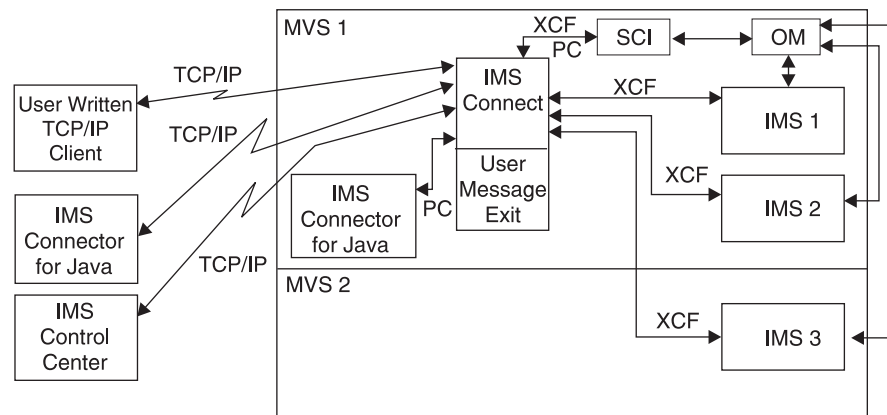 MVS 1
XCF
PC
SCI
OM
TCP/IP
User Written
TCP/IP
Client
IMS
Connect
XCF
IMS 1
TCP/IP
User
Message
Exit
XCF
IMS 2
IMS
Connector
for Java
PC
IMS
Connector
for Java
TCP/IP
MVS 2
IMS
Control
Center
XCF
IMS 3